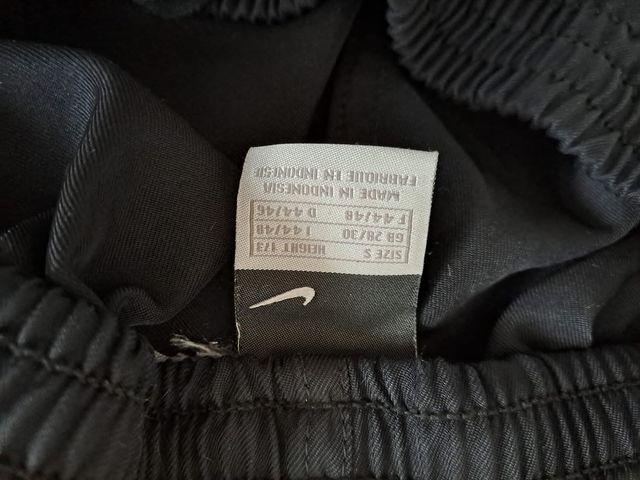 SIZE S HEIGHT 173
GB 28/30 I 44/48
F 44/48 D 44/46
MADE IN INDONESIA
FABRIQUE EN INDONESIE